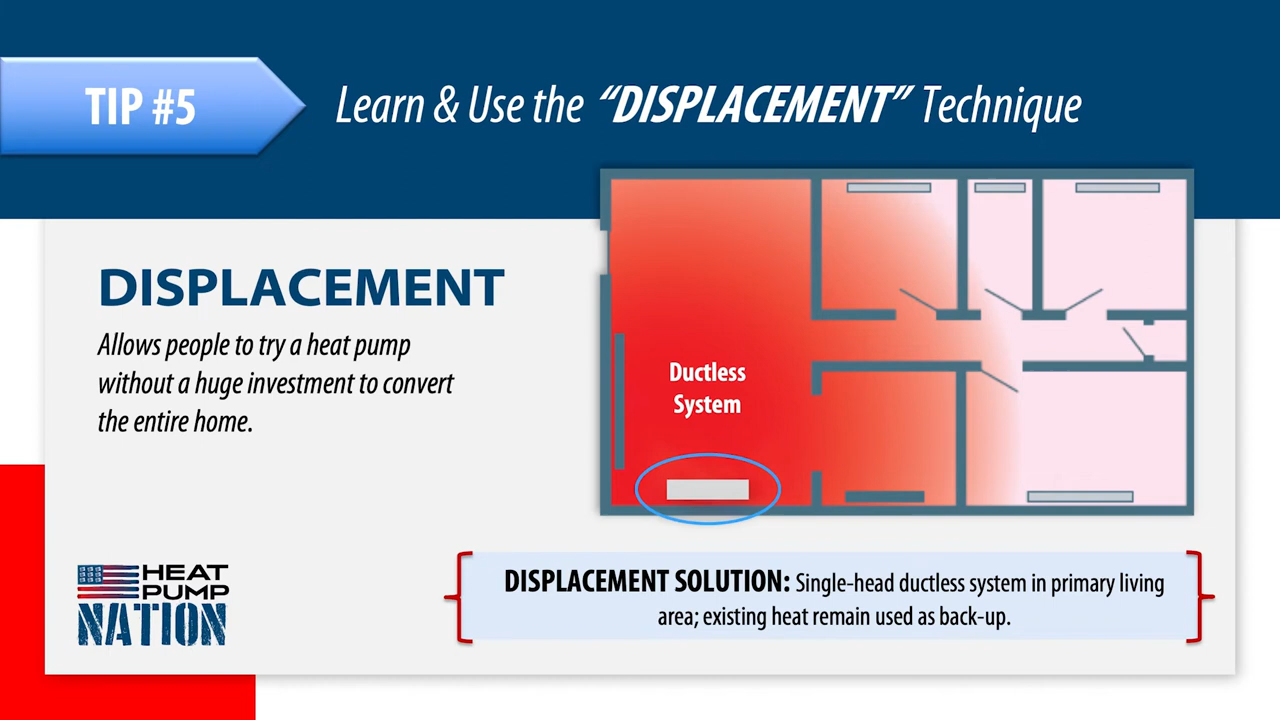 TIP #5
Learn & Use the “DISPLACEMENT” Technique
DISPLACEMENT
Allows people to try a heat pump
without a huge investment to convert
the entire home.
Ductless
System
HEAT
PUMP
NATION
DISPLACEMENT SOLUTION: Single-head ductless system in primary living
area; existing heat remain used as back-up.